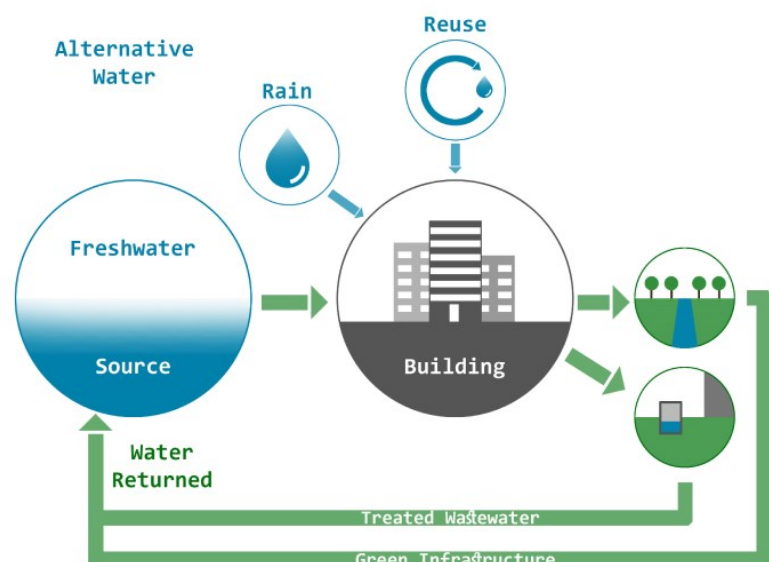 Reuse
Alternative
Water
Rain
Freshwater
Source
Building
Water
Returned
Treated Wastewater
Green Infrastructure